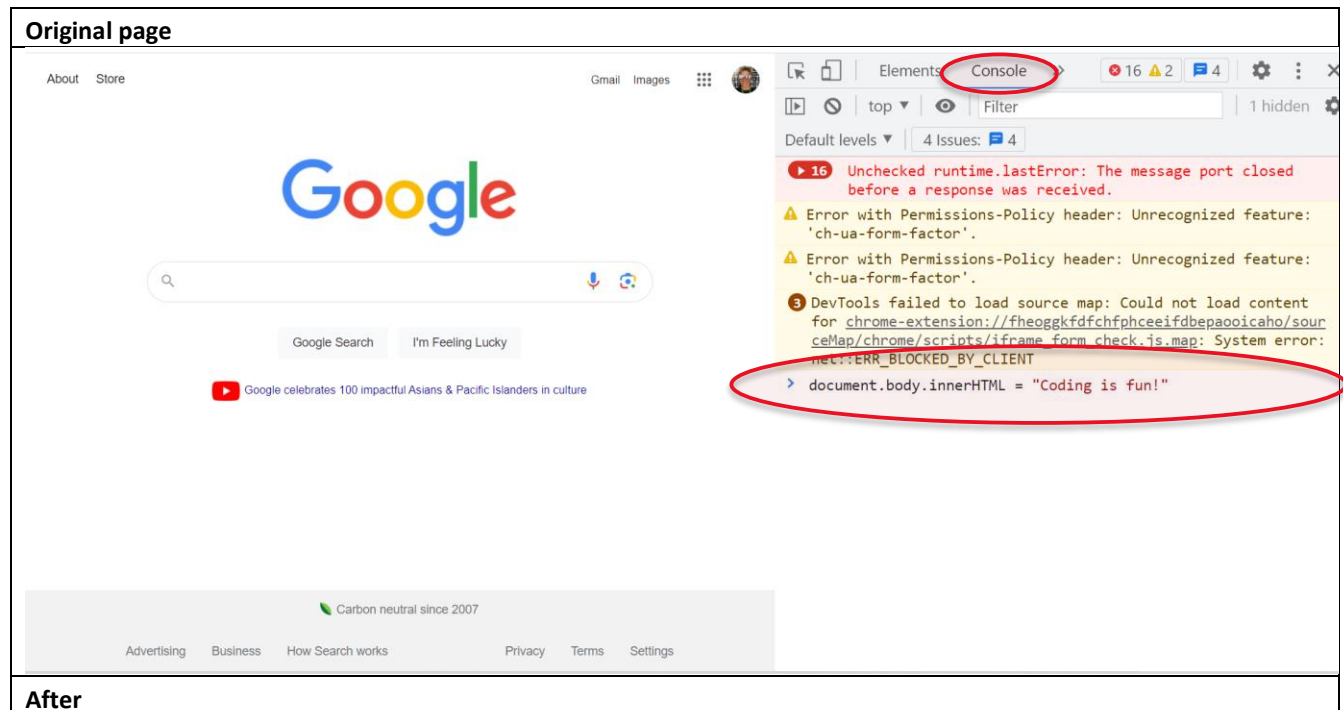 Original page
About Store Gmail Images
Elements Console » 16 2 4
top ▼ Filter 1 hidden
Default levels ▼ 4 Issues: 4
Google
16 Unchecked runtime.lastError: The message port closed
before a response was received.
Error with Permissions-Policy header: Unrecognized feature:
'ch-ua-form-factor'.
Error with Permissions-Policy header: Unrecognized feature:
'ch-ua-form-factor'.
3 DevTools failed to load source map: Could not load content
for chrome-extension://fheoggkfdfchfphceeifdbepaooicaho/sour
ceMap/chrome/scripts/iframe_form_check.js.map: System error:
net::ERR_BLOCKED_BY_CLIENT
> document.body.innerHTML = "Coding is fun!"
Google Search I'm Feeling Lucky
Google celebrates 100 impactful Asians & Pacific Islanders in culture
Carbon neutral since 2007
Advertising Business How Search works Privacy Terms Settings
After